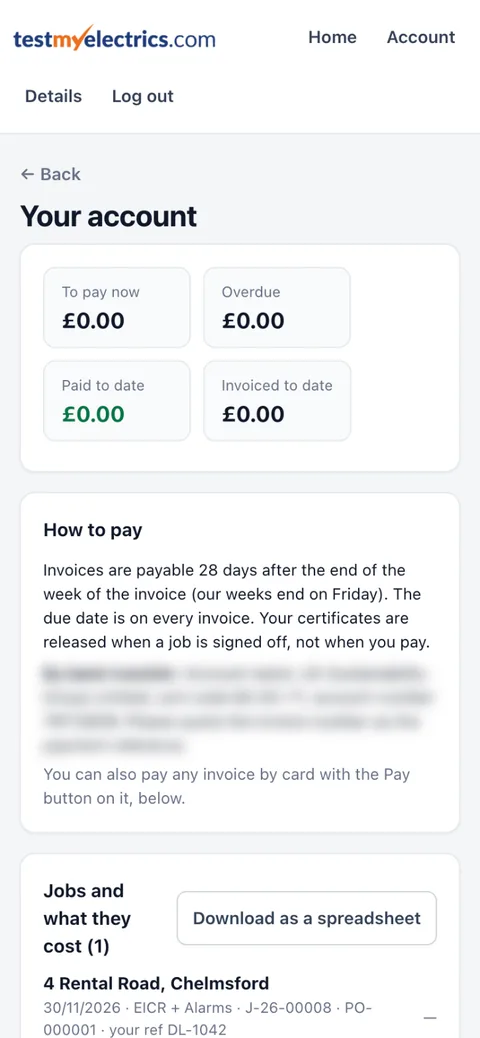 testmyelectrics.com
Home
Account
Details
Log out
← Back
Your account
To pay now
£0.00
Overdue
£0.00
Paid to date
£0.00
Invoiced to date
£0.00
How to pay
Invoices are payable 28 days after the end of the
week of the invoice (our weeks end on Friday). The
due date is on every invoice. Your certificates are
released when a job is signed off, not when you pay.
You can also pay any invoice by card with the Pay
button on it, below.
Jobs and
what they
cost (1)
Download as a spreadsheet
4 Rental Road, Chelmsford
30/11/2026 · EICR + Alarms · J-26-00008 · PO-
000001 · your ref DL-1042
—